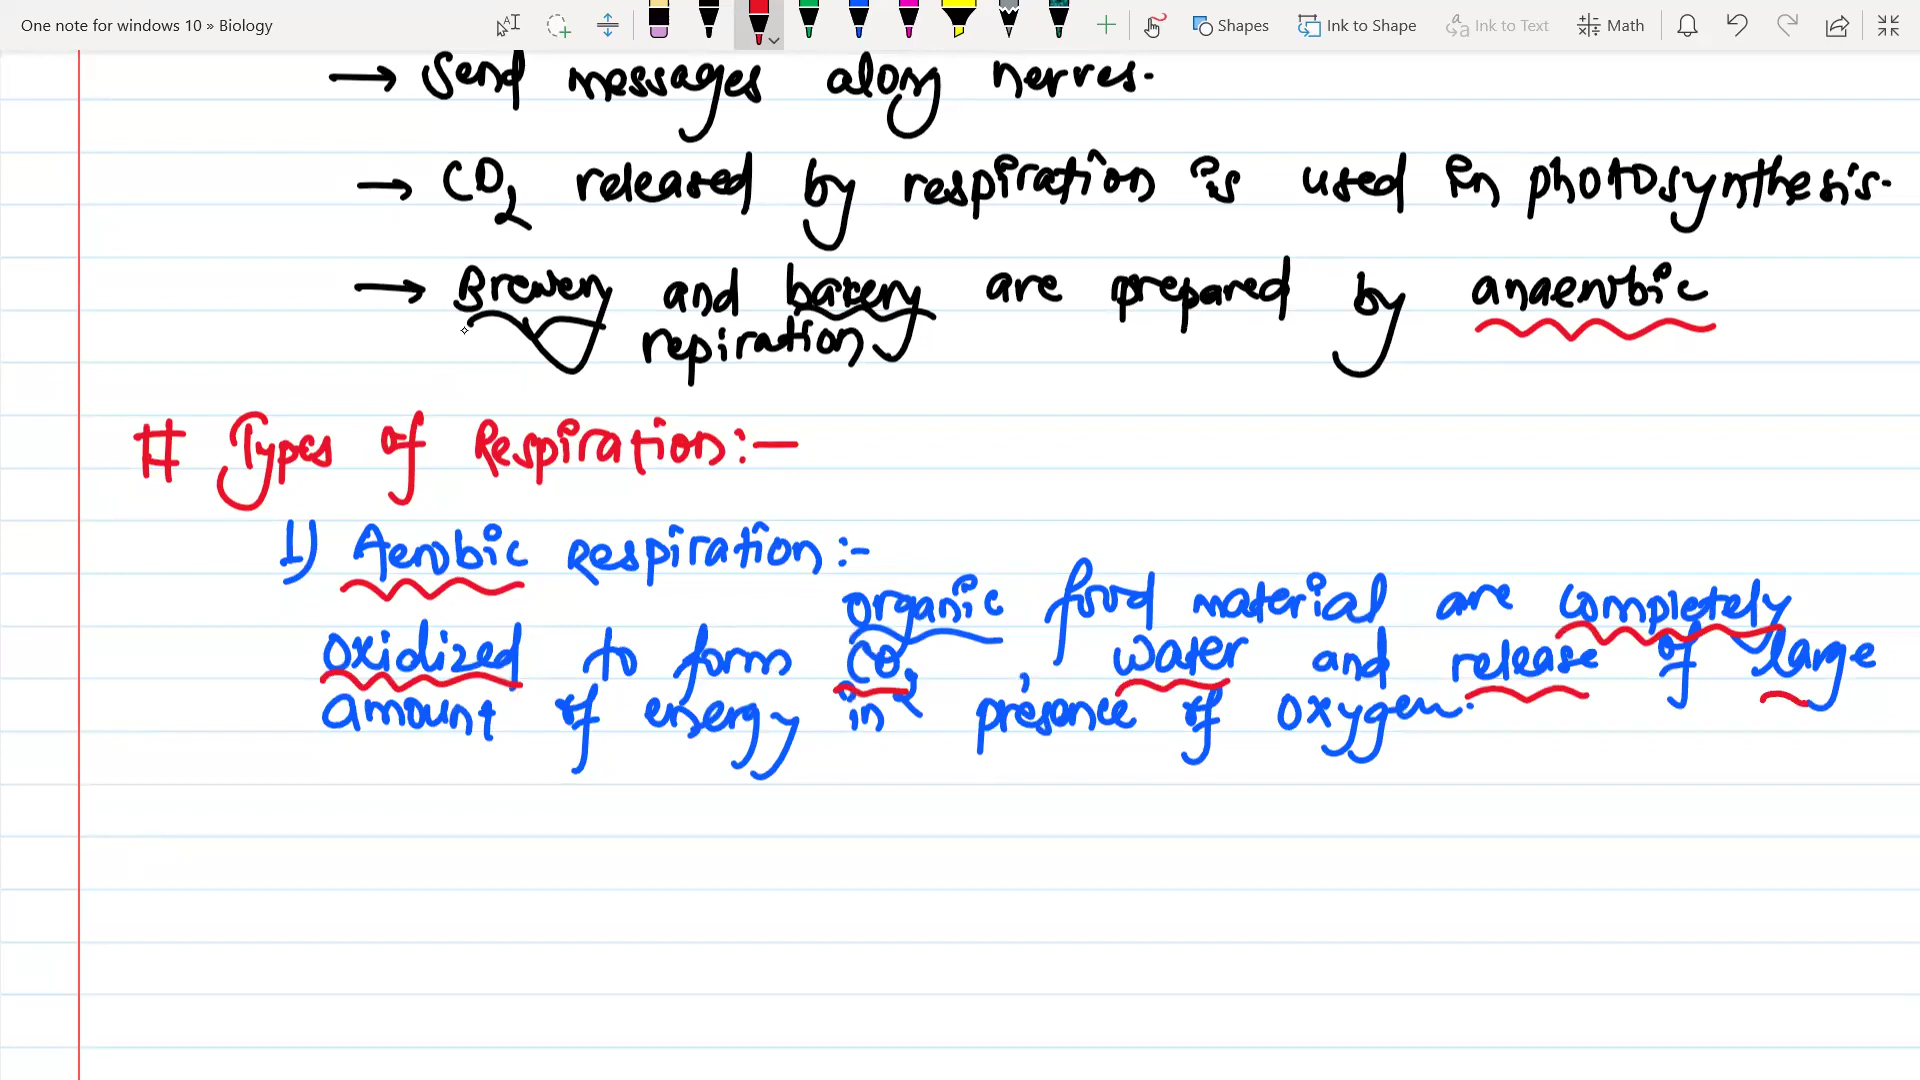 One note for windows 10 » Biology
Shapes Ink to Shape Ink to Text Math
→ Send messages along nerves.
→ CO2 released by respiration is used in photosynthesis.
→ Brewery and bakery are prepared by anaerobic
repiration
# Types of Respiration:-
1) Aerobic Respiration:-
organic food material are completely
oxidized to form CO2, water and release of large
amount of energy in presence of oxygen.